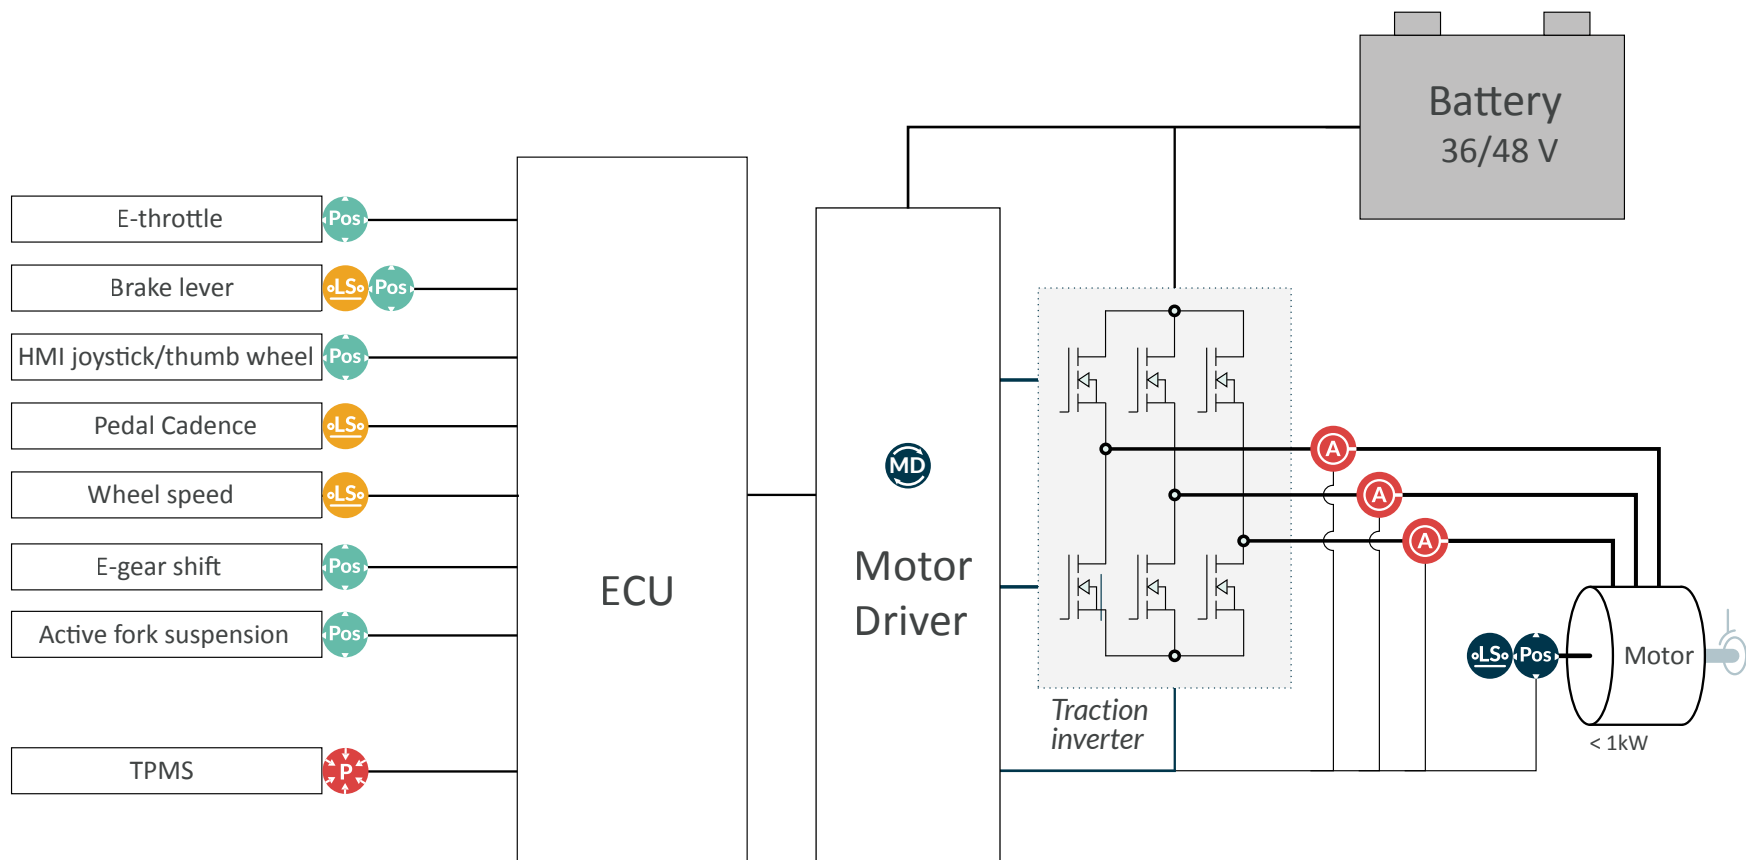 Battery
36/48 V
E-throttle
Pos
Brake lever
LS
Pos
HMI joystick/thumb wheel
Pos
Pedal Cadence
LS
Wheel speed
LS
E-gear shift
Pos
Active fork suspension
Pos
TPMS
P
ECU
MD
Motor
Driver
Traction
inverter
A
A
A
LS
Pos
Motor
< 1kW